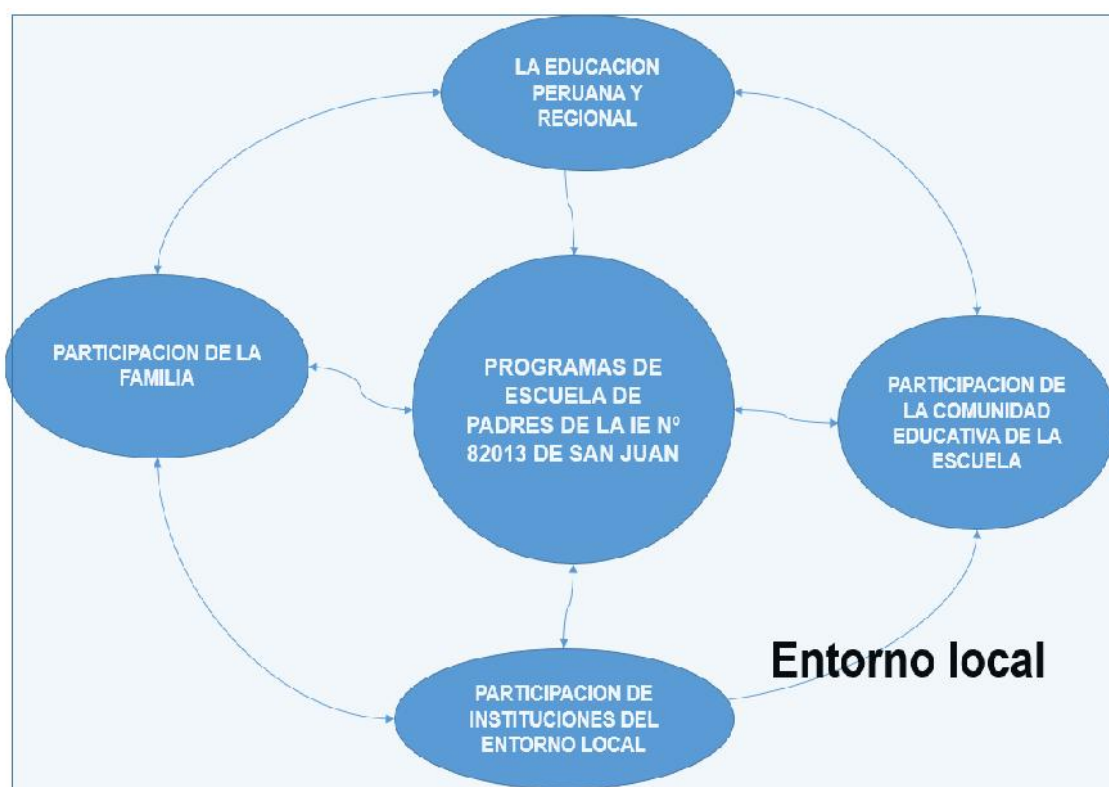 LA EDUCACION
PERUANA Y
REGIONAL
PARTICIPACION DE LA
FAMILIA
PROGRAMAS DE
ESCUELA DE
PADRES DE LA IE Nº
82013 DE SAN JUAN
PARTICIPACION DE
LA COMUNIDAD
EDUCATIVA DE LA
ESCUELA
Entorno local
PARTICIPACION DE
INSTITUCIONES DEL
ENTORNO LOCAL